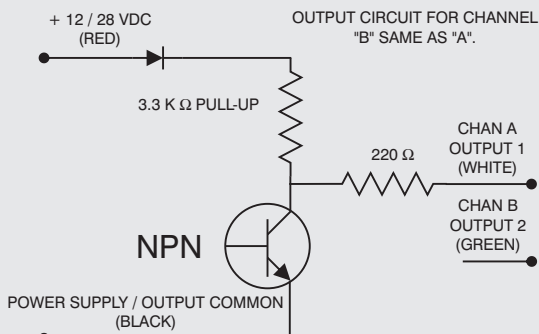 + 12 / 28 VDC
(RED)
OUTPUT CIRCUIT FOR CHANNEL
"B" SAME AS "A".
3.3 K Ω PULL-UP
220 Ω
CHAN A
OUTPUT 1
(WHITE)
CHAN B
OUTPUT 2
(GREEN)
NPN
POWER SUPPLY / OUTPUT COMMON
(BLACK)